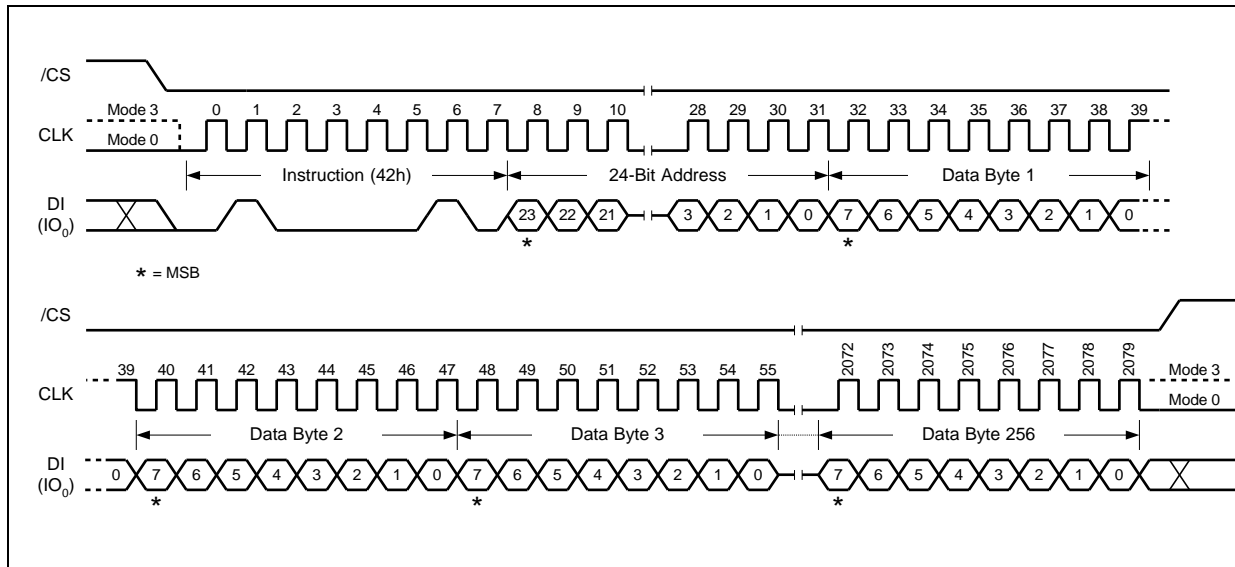 /CS
Mode 3 0 1 2 3 4 5 6 7 8 9 10 28 29 30 31 32 33 34 35 36 37 38 39
CLK Mode 0
Instruction (42h) 24-Bit Address Data Byte 1
DI (IO0) 23 22 21 3 2 1 0 7 6 5 4 3 2 1 0
* *
* = MSB
/CS
39 40 41 42 43 44 45 46 47 48 49 50 51 52 53 54 55 2072 2073 2074 2075 2076 2077 2078 2079 Mode 3
CLK Mode 0
Data Byte 2 Data Byte 3 Data Byte 256
DI (IO0) 0 7 6 5 4 3 2 1 0 7 6 5 4 3 2 1 0 7 6 5 4 3 2 1 0
* * *